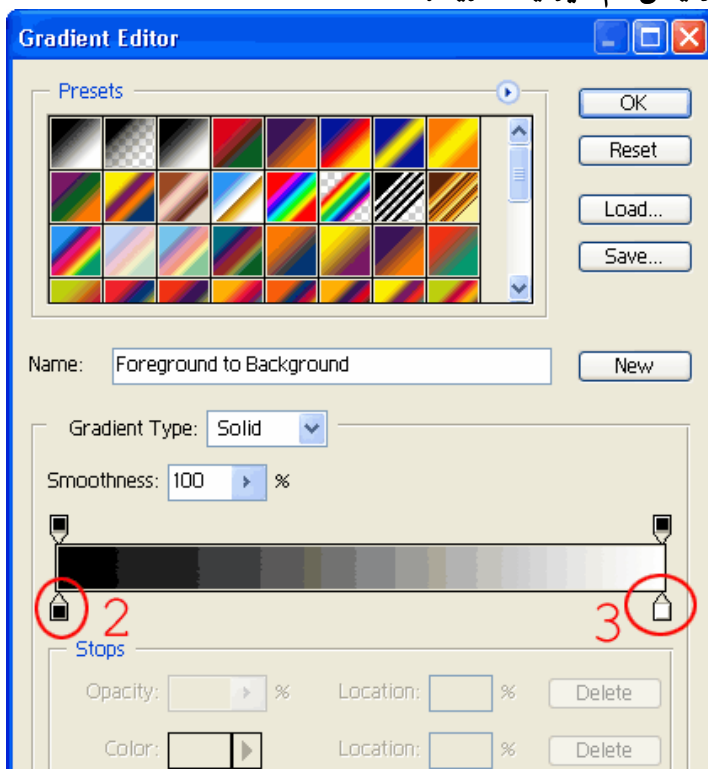 Gradient Editor
Presets
OK
Reset
Load...
Save...
Name: Foreground to Background
New
Gradient Type: Solid
Smoothness: 100 %
2
3
Stops
Opacity: % Location: % Delete
Color: Location: % Delete